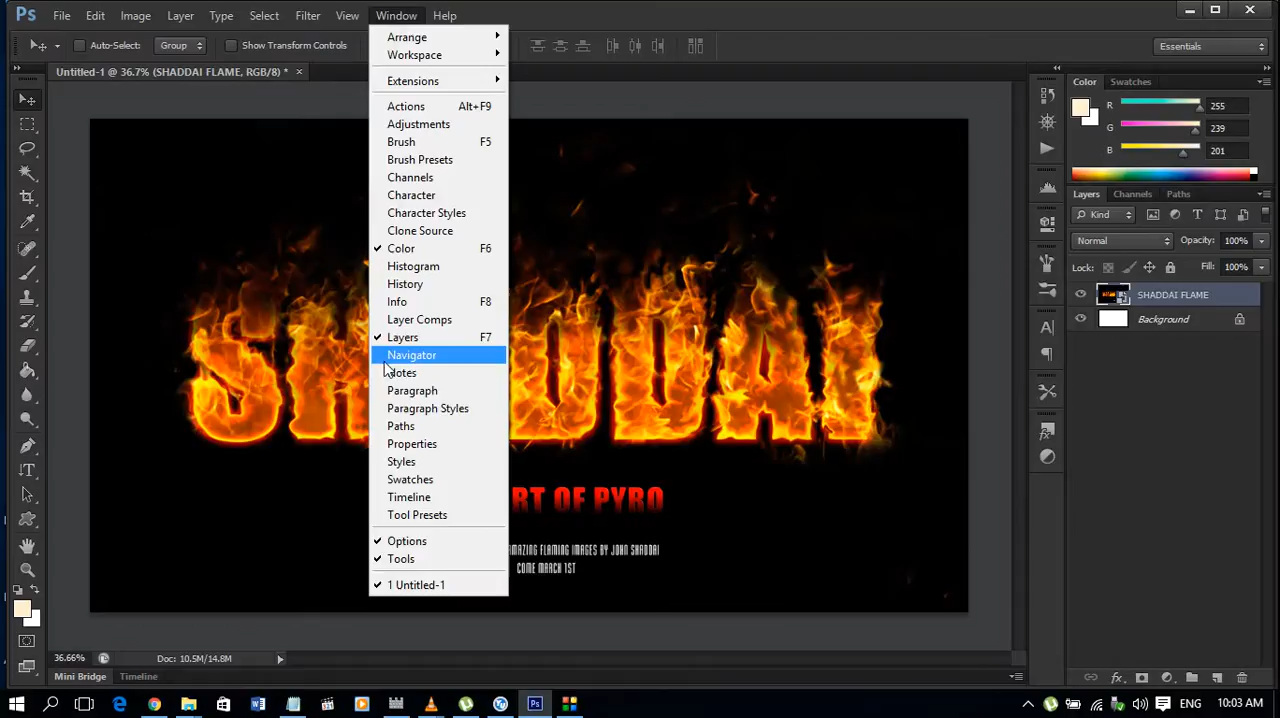 Ps File Edit Image Layer Type Select Filter View Window Help
Auto-Select: Group Show Transform Controls Essentials
Untitled-1 @ 36.7% (SHADDAI FLAME, RGB/8) * ×
Arrange
Workspace
Extensions
Actions Alt+F9
Adjustments
Brush F5
Brush Presets
Channels
Character
Character Styles
Clone Source
Color F6
Histogram
History
Info F8
Layer Comps
Layers F7
Navigator
Notes
Paragraph
Paragraph Styles
Paths
Properties
Styles
Swatches
Timeline
Tool Presets
Options
Tools
1 Untitled-1
SHADDAI
RT OF PYRO
AMAZING FLAMING IMAGES BY JOHN SHADDAI
COME MARCH 1ST
Color Swatches
R 255
G 239
B 201
Layers Channels Paths
Kind
Normal Opacity: 100%
Lock: Fill: 100%
SHADDAI FLAME
Background
36.66% Doc: 10.5M/14.8M
Mini Bridge Timeline
ENG 10:03 AM